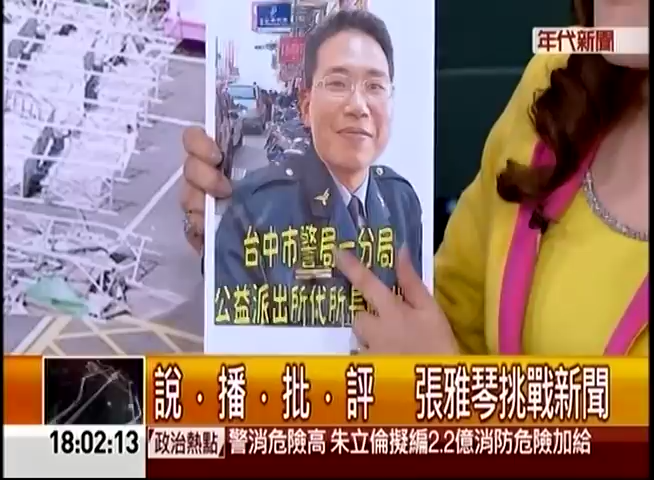 年代新聞
台中市警局一分局
公益派出所代所長
說．播．批．評 張雅琴挑戰新聞
18:02:13 政治熱點 警消危險高 朱立倫擬編2.2億消防危險加給